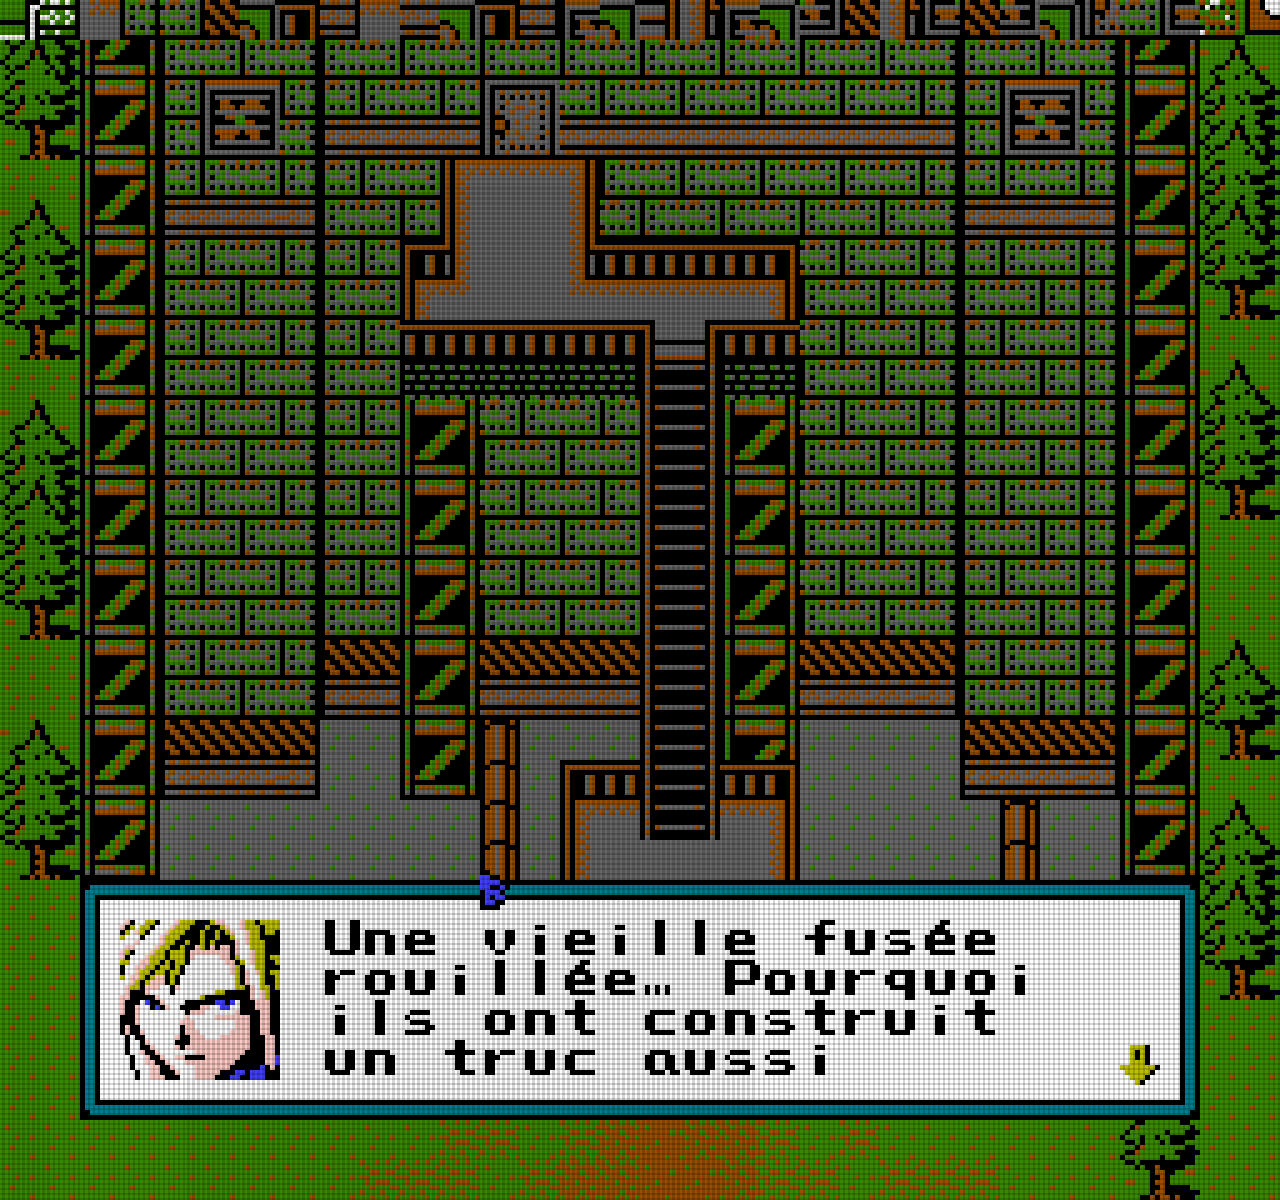 Une vieille fusée
rouillée… Pourquoi
ils ont construit
un truc aussi